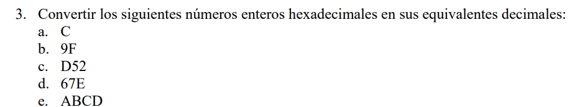 3. Convertir los siguientes números enteros hexadecimales en sus equivalentes decimales:
a. C
b. 9F
c. D52
d. 67E
e. ABCD